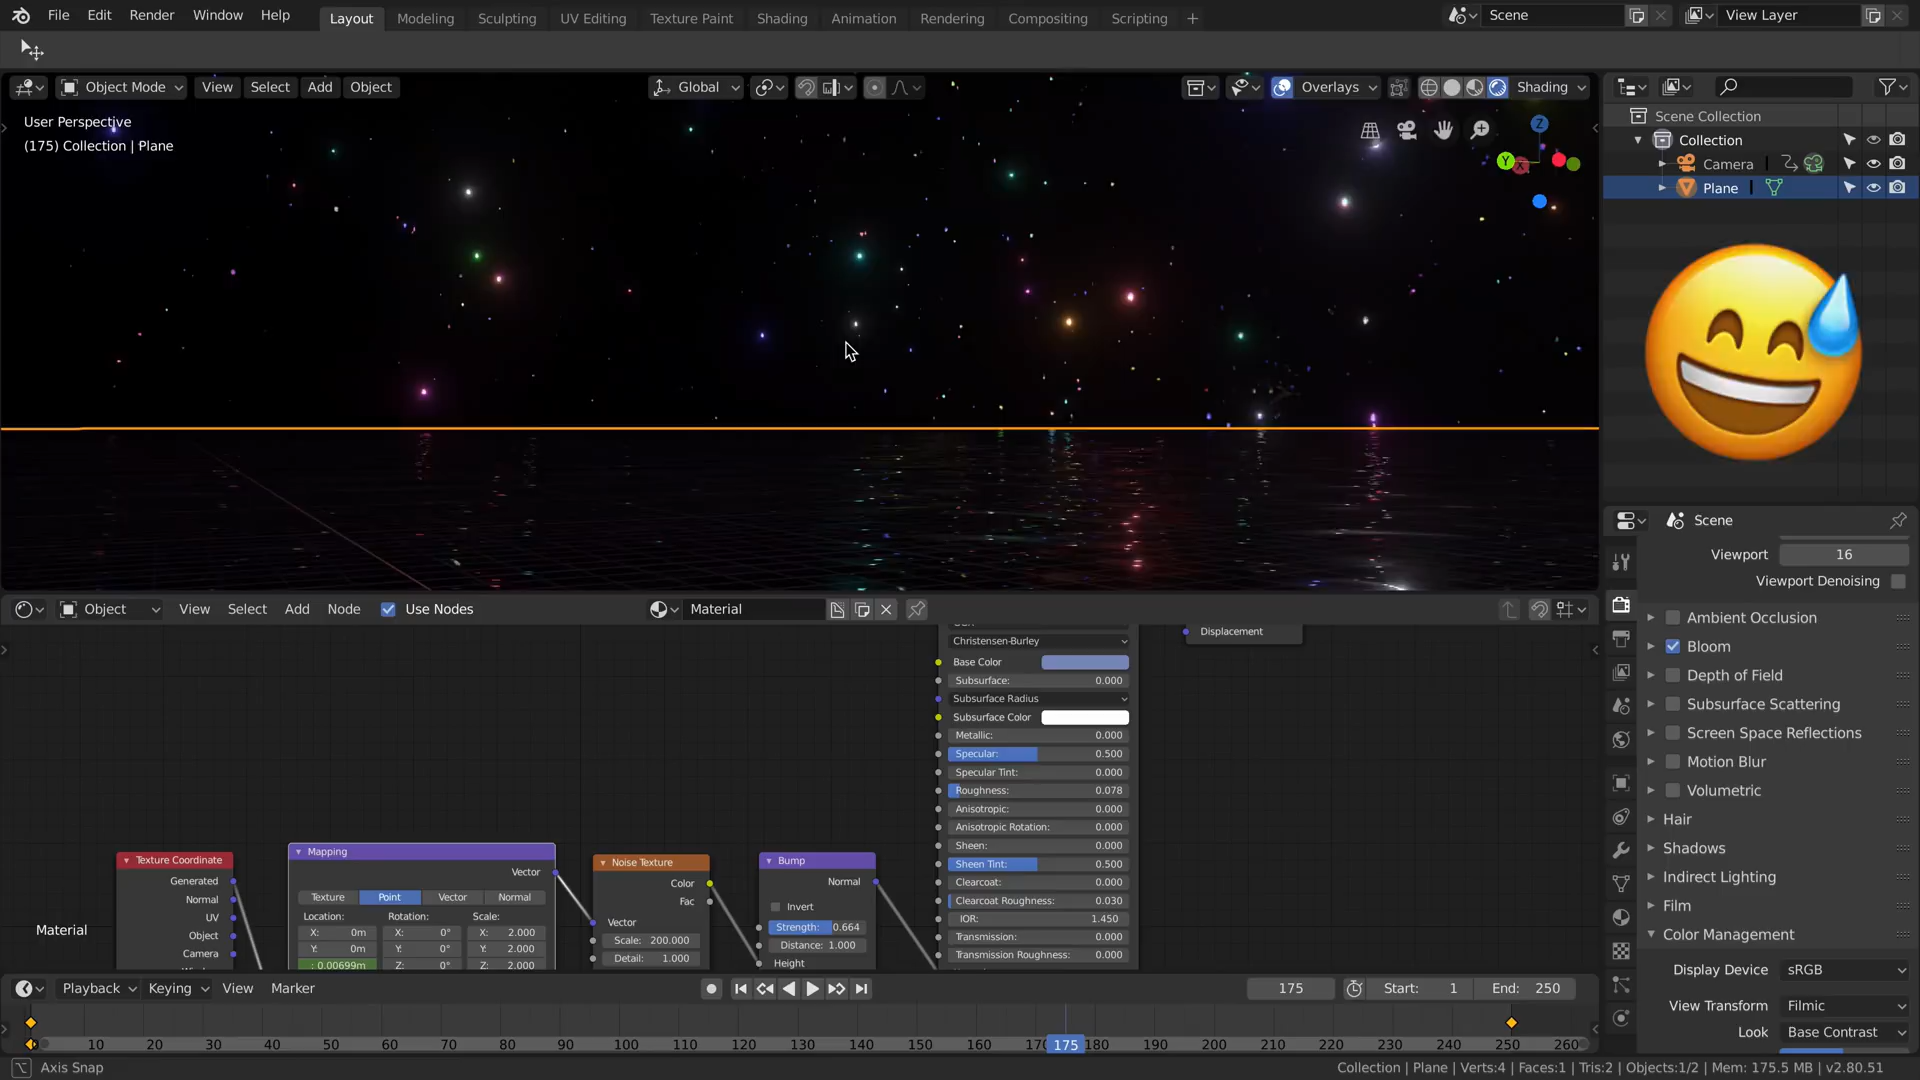 File Edit Render Window Help Layout Modeling Sculpting UV Editing Texture Paint Shading Animation Rendering Compositing Scripting + Scene View Layer
Object Mode View Select Add Object Global Overlays Shading
User Perspective
(175) Collection | Plane
Z
Y
X
Scene Collection
Collection
Camera
Plane
Scene
Viewport 16
Viewport Denoising
Ambient Occlusion
Bloom
Depth of Field
Subsurface Scattering
Screen Space Reflections
Motion Blur
Volumetric
Hair
Shadows
Indirect Lighting
Film
Color Management
Display Device sRGB
View Transform Filmic
Look Base Contrast
Object View Select Add Node Use Nodes Material
Displacement
Christensen-Burley
Base Color
Subsurface: 0.000
Subsurface Radius
Subsurface Color
Metallic: 0.000
Specular: 0.500
Specular Tint: 0.000
Roughness: 0.078
Anisotropic: 0.000
Anisotropic Rotation: 0.000
Sheen: 0.000
Sheen Tint: 0.500
Clearcoat: 0.000
Clearcoat Roughness: 0.030
IOR: 1.450
Transmission: 0.000
Transmission Roughness: 0.000
Texture Coordinate
Generated
Normal
UV
Object
Camera
Mapping
Vector
Texture Point Vector Normal
Location: Rotation: Scale:
X: 0m X: 0° X: 2.000
Y: 0m Y: 0° Y: 2.000
: 0.00699m Z: 0° Z: 2.000
Noise Texture
Color
Fac
Vector
Scale: 200.000
Detail: 1.000
Bump
Normal
Invert
Strength: 0.664
Distance: 1.000
Height
Material
Playback Keying View Marker 175 Start: 1 End: 250
10 20 30 40 50 60 70 80 90 100 110 120 130 140 150 160 170 175 180 190 200 210 220 230 240 250 260
Axis Snap
Collection | Plane | Verts:4 | Faces:1 | Tris:2 | Objects:1/2 | Mem: 175.5 MB | v2.80.51